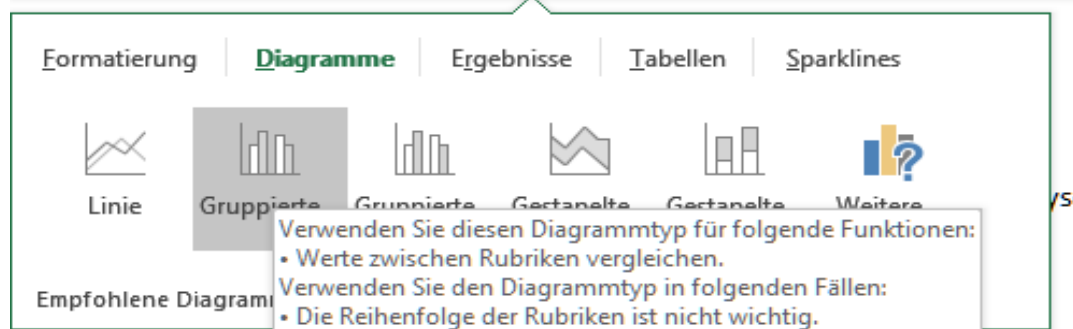 Formatierung Diagramme Ergebnisse Tabellen Sparklines
Linie Gruppierte Gruppierte Gestapelte Gestapelte Weitere
Verwenden Sie diesen Diagrammtyp für folgende Funktionen:
• Werte zwischen Rubriken vergleichen.
Empfohlene
Verwenden Sie den Diagrammtyp in folgenden Fällen:
• Die Reihenfolge der Rubriken ist nicht wichtig.